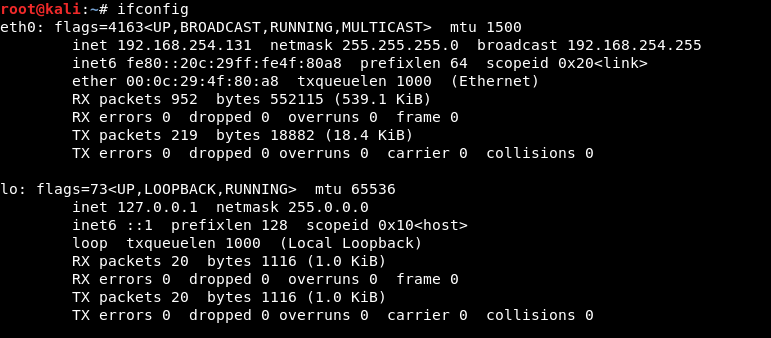 root@kali:~# ifconfig
eth0: flags=4163<UP,BROADCAST,RUNNING,MULTICAST>  mtu 1500
        inet 192.168.254.131  netmask 255.255.255.0  broadcast 192.168.254.255
        inet6 fe80::20c:29ff:fe4f:80a8  prefixlen 64  scopeid 0x20<link>
        ether 00:0c:29:4f:80:a8  txqueuelen 1000  (Ethernet)
        RX packets 952  bytes 552115 (539.1 KiB)
        RX errors 0  dropped 0  overruns 0  frame 0
        TX packets 219  bytes 18882 (18.4 KiB)
        TX errors 0  dropped 0 overruns 0  carrier 0  collisions 0

lo: flags=73<UP,LOOPBACK,RUNNING>  mtu 65536
        inet 127.0.0.1  netmask 255.0.0.0
        inet6 ::1  prefixlen 128  scopeid 0x10<host>
        loop  txqueuelen 1000  (Local Loopback)
        RX packets 20  bytes 1116 (1.0 KiB)
        RX errors 0  dropped 0  overruns 0  frame 0
        TX packets 20  bytes 1116 (1.0 KiB)
        TX errors 0  dropped 0 overruns 0  carrier 0  collisions 0